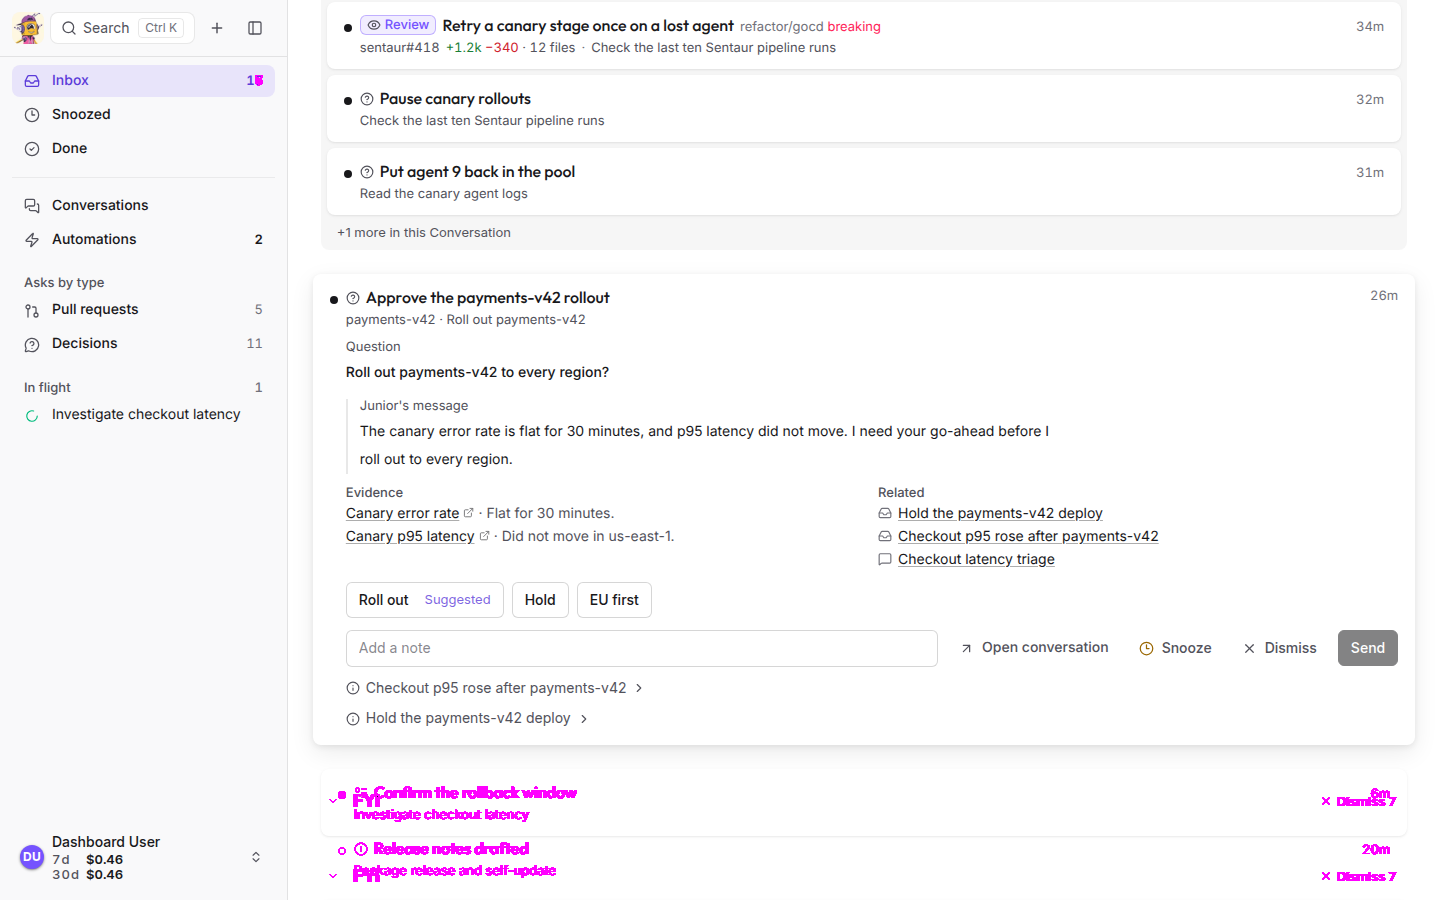 Search Ctrl K
Inbox
Snoozed
Done
Conversations
Automations 2
Asks by type
Pull requests 5
Decisions 11
In flight 1
Investigate checkout latency
DU Dashboard User
7d $0.46
30d $0.46
Review Retry a canary stage once on a lost agent refactor/gocd breaking 34m
sentaur#418 +1.2k −340 · 12 files · Check the last ten Sentaur pipeline runs
Pause canary rollouts 32m
Check the last ten Sentaur pipeline runs
Put agent 9 back in the pool 31m
Read the canary agent logs
+1 more in this Conversation
Approve the payments-v42 rollout 26m
payments-v42 · Roll out payments-v42
Question
Roll out payments-v42 to every region?
Junior's message
The canary error rate is flat for 30 minutes, and p95 latency did not move. I need your go-ahead before I
roll out to every region.
Evidence
Canary error rate · Flat for 30 minutes.
Canary p95 latency · Did not move in us-east-1.
Related
Hold the payments-v42 deploy
Checkout p95 rose after payments-v42
Checkout latency triage
Roll out Suggested Hold EU first
Add a note Open conversation Snooze Dismiss Send
Checkout p95 rose after payments-v42
Hold the payments-v42 deploy
Confirm the rollback window 6m
FYI Dismiss 7
Investigate checkout latency
Release notes drafted 20m
Package release and self-update
FYI Dismiss 7